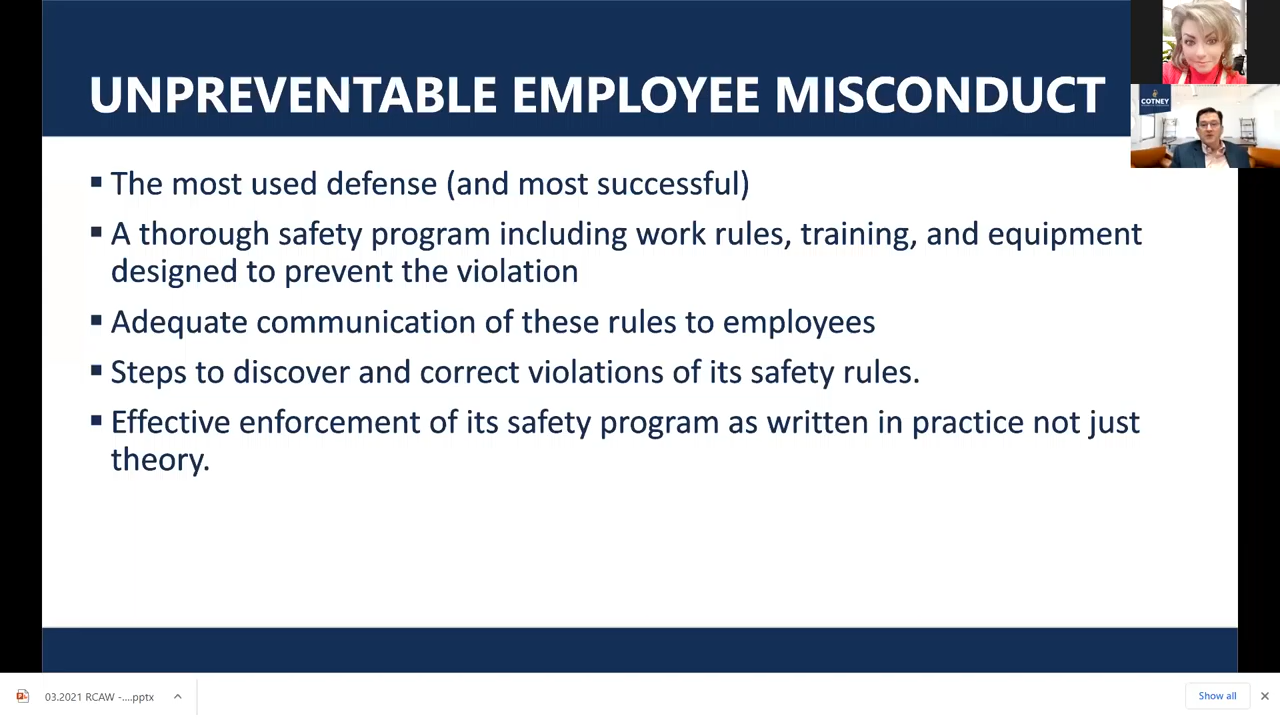 UNPREVENTABLE EMPLOYEE MISCONDUCT
COTNEY
▪ The most used defense (and most successful)
▪ A thorough safety program including work rules, training, and equipment
designed to prevent the violation
▪ Adequate communication of these rules to employees
▪ Steps to discover and correct violations of its safety rules.
▪ Effective enforcement of its safety program as written in practice not just
theory.
03.2021 RCAW -....pptx
Show all